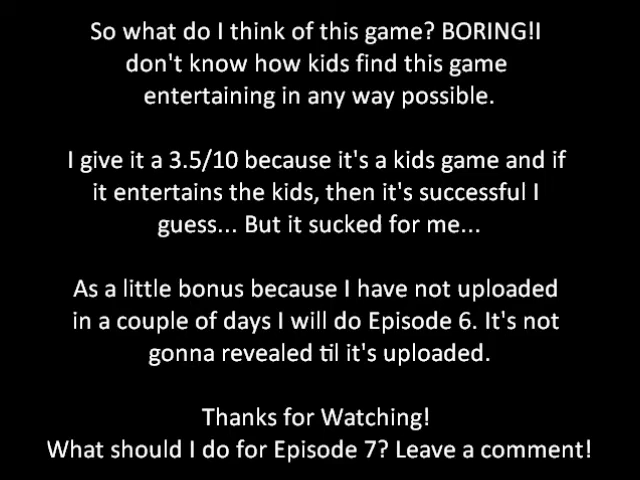 So what do I think of this game? BORING!I
don't know how kids find this game
entertaining in any way possible.
I give it a 3.5/10 because it's a kids game and if
it entertains the kids, then it's successful I
guess... But it sucked for me...
As a little bonus because I have not uploaded
in a couple of days I will do Episode 6. It's not
gonna revealed til it's uploaded.
Thanks for Watching!
What should I do for Episode 7? Leave a comment!